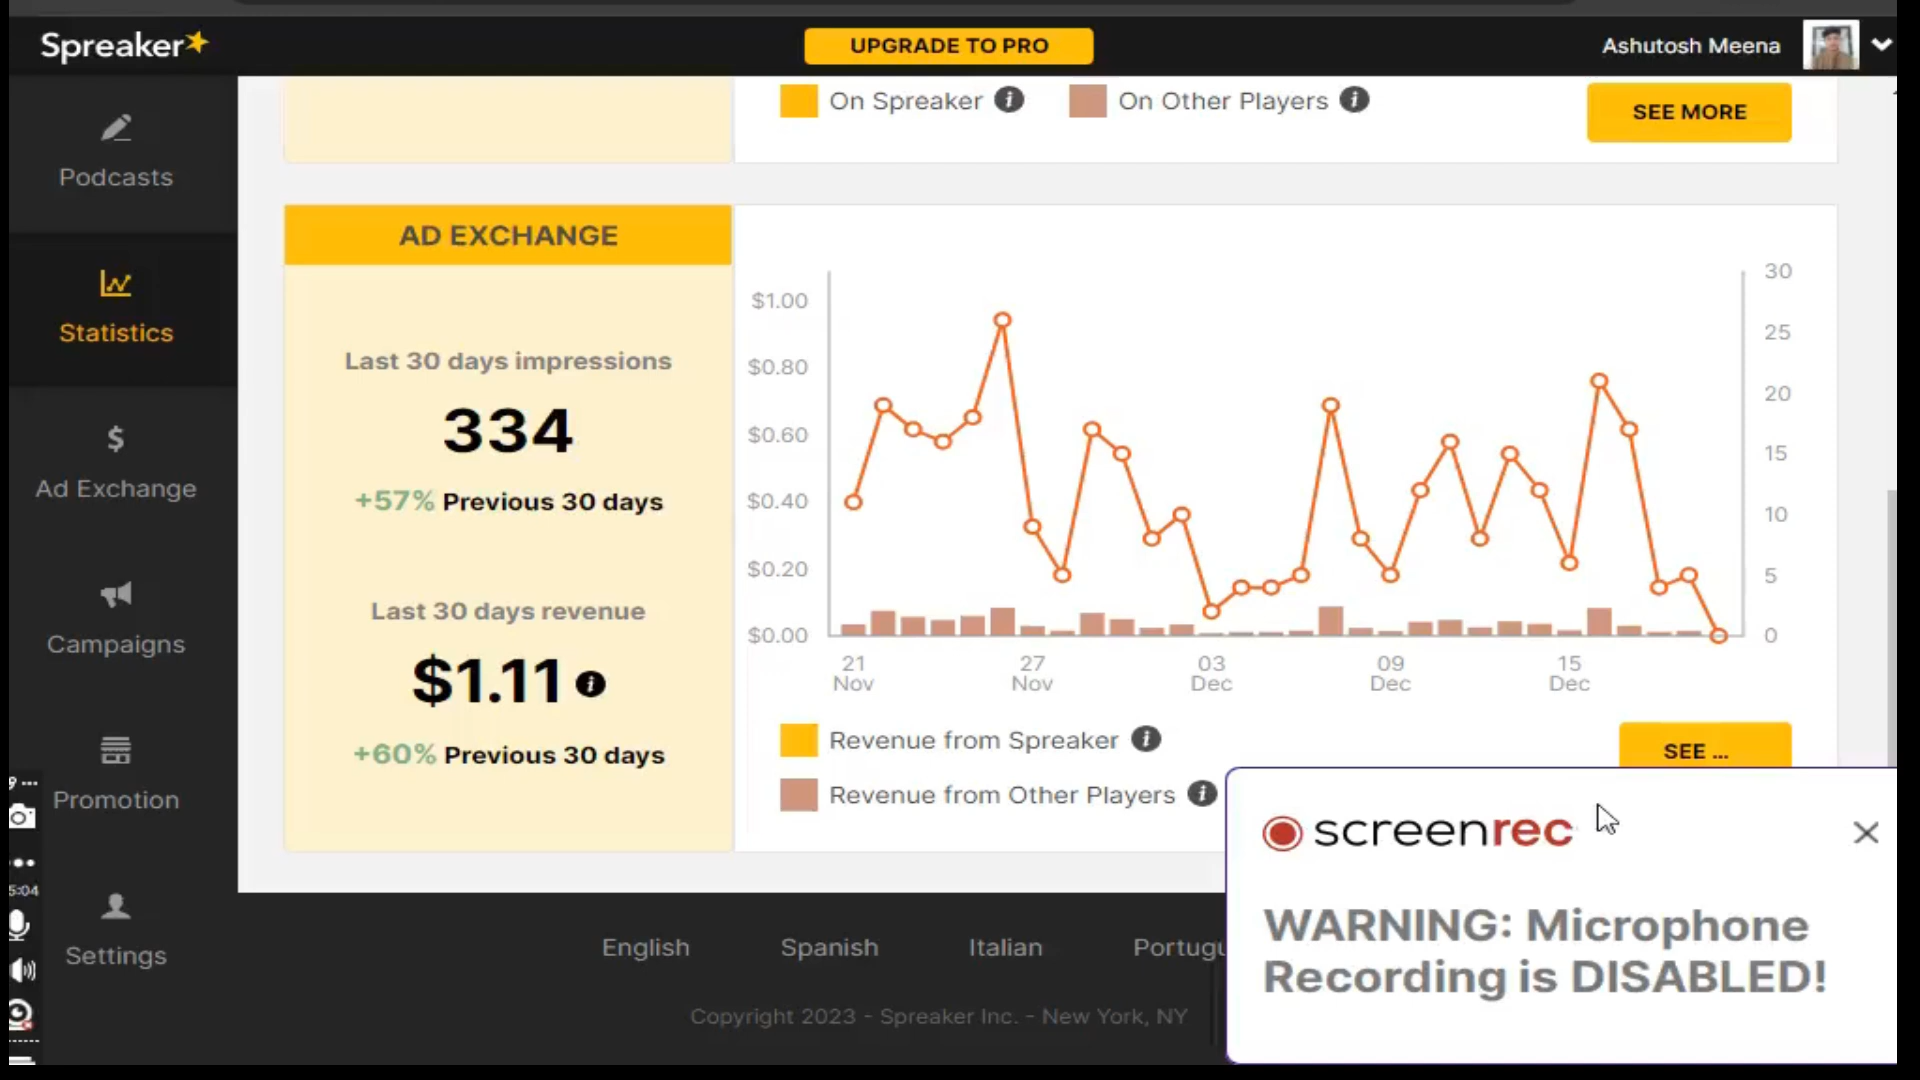 Spreaker
UPGRADE TO PRO
Ashutosh Meena
Podcasts
Statistics
Ad Exchange
Campaigns
Promotion
Settings
5:04
On Spreaker
On Other Players
SEE MORE
AD EXCHANGE
Last 30 days impressions
334
+57% Previous 30 days
Last 30 days revenue
$1.11
+60% Previous 30 days
$1.00
$0.80
$0.60
$0.40
$0.20
$0.00
30
25
20
15
10
5
0
21 27 03 09 15
Nov Nov Dec Dec Dec
Revenue from Spreaker
Revenue from Other Players
SEE ...
screenrec
WARNING: Microphone
Recording is DISABLED!
English Spanish Italian Portugu
Copyright 2023 - Spreaker Inc. - New York, NY